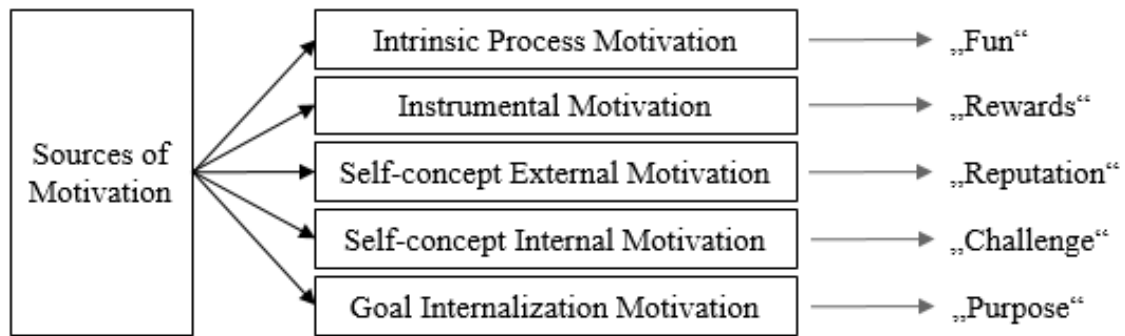 Sources of
Motivation
Intrinsic Process Motivation
„Fun“
Instrumental Motivation
„Rewards“
Self-concept External Motivation
„Reputation“
Self-concept Internal Motivation
„Challenge“
Goal Internalization Motivation
„Purpose“